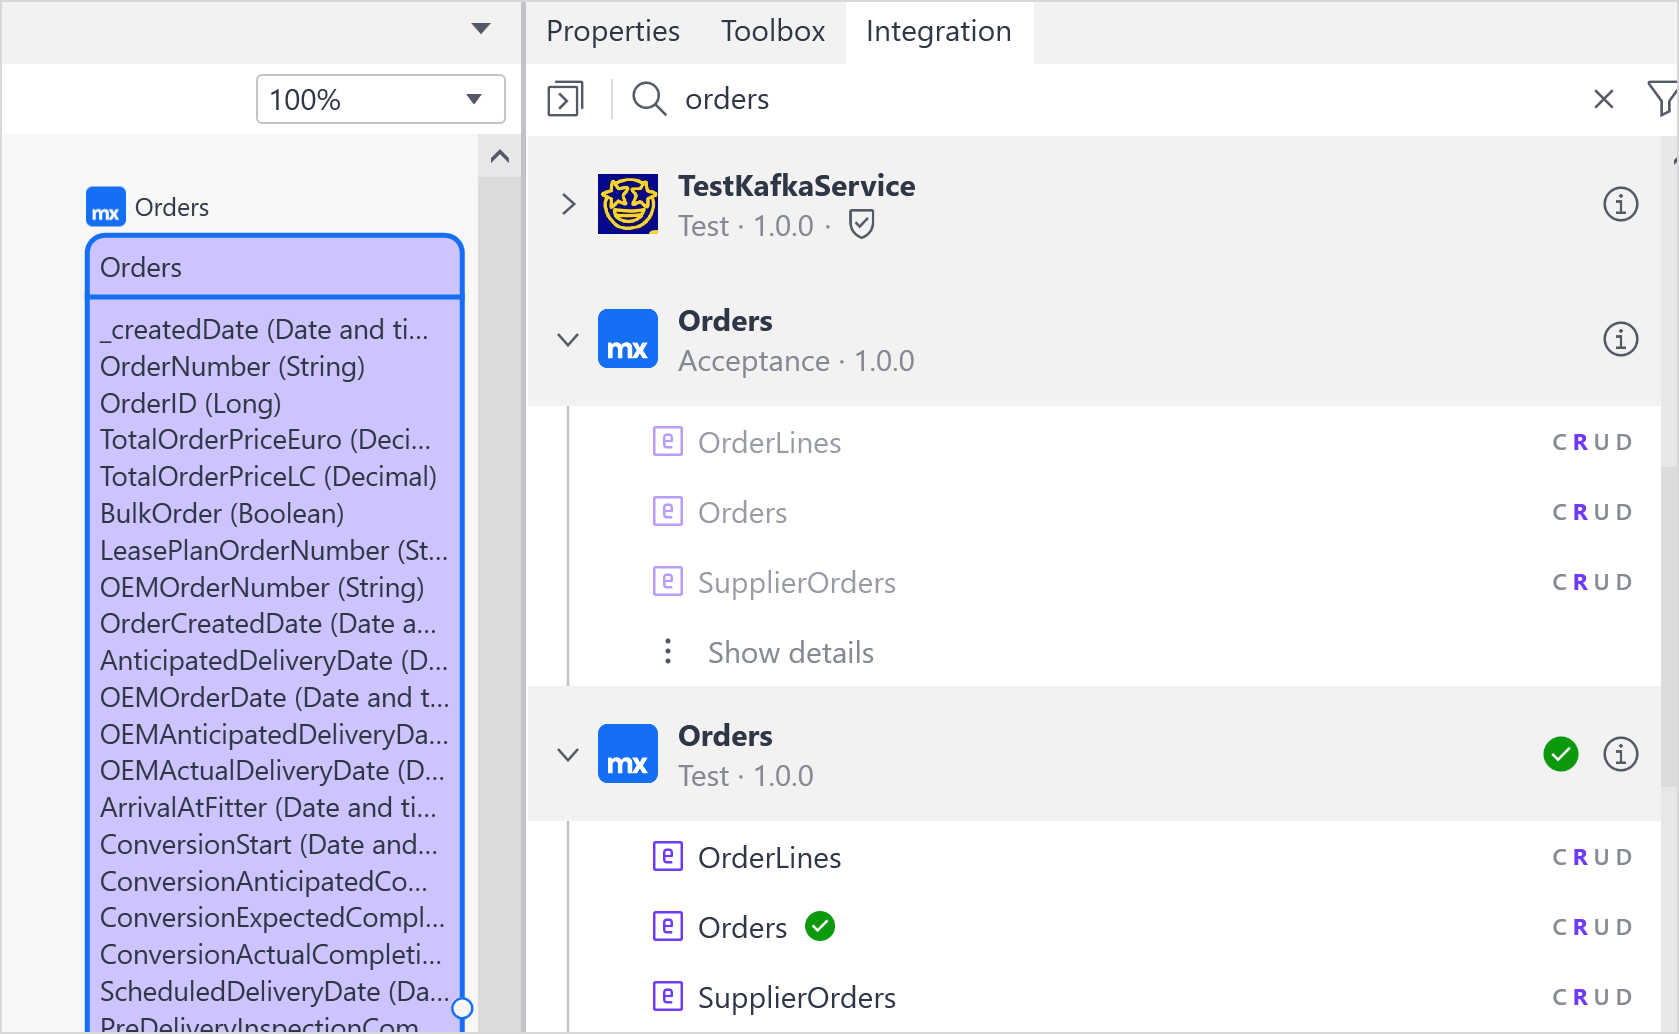 100%
mx Orders
Orders
_createdDate (Date and ti...
OrderNumber (String)
OrderID (Long)
TotalOrderPriceEuro (Deci...
TotalOrderPriceLC (Decimal)
BulkOrder (Boolean)
LeasePlanOrderNumber (St...
OEMOrderNumber (String)
OrderCreatedDate (Date a...
AnticipatedDeliveryDate (D...
OEMOrderDate (Date and t...
OEMAnticipatedDeliveryDa...
OEMActualDeliveryDate (D...
ArrivalAtFitter (Date and ti...
ConversionStart (Date and...
ConversionAnticipatedCo...
ConversionExpectedCompl...
ConversionActualCompleti...
ScheduledDeliveryDate (Da...
PreDeliveryInspectionCom
Properties Toolbox Integration
orders
TestKafkaService
Test · 1.0.0 ·
mx Orders
Acceptance · 1.0.0
e OrderLines CRUD
e Orders CRUD
e SupplierOrders CRUD
Show details
mx Orders
Test · 1.0.0
e OrderLines CRUD
e Orders CRUD
e SupplierOrders CRUD